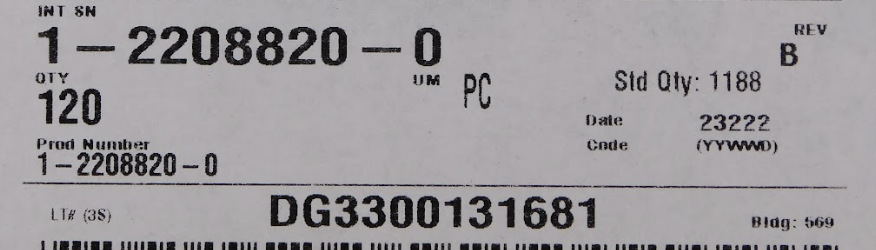 INT SN
1-2208820-0
REV
B
QTY
120
UM PC
Std Qty: 1188
Date Code 23222 (YYWWD)
Prod Number
1-2208820-0
LT# (3S) DG3300131681 Bldg: 569